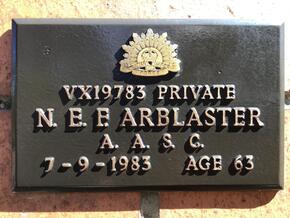 VX19783 PRIVATE
N. E. F. ARBLASTER
A. A. S. C.
7-9-1983 AGE 63